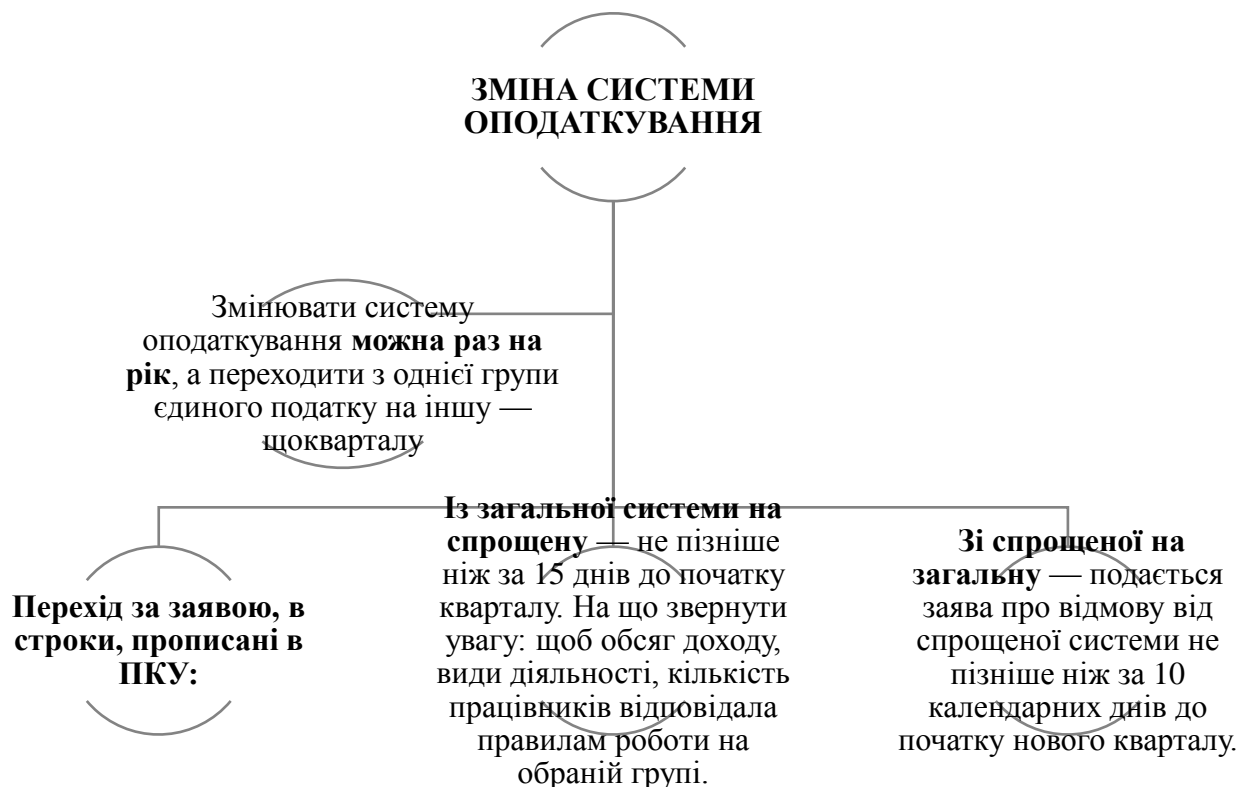 ЗМІНА СИСТЕМИ
ОПОДАТКУВАННЯ
Змінювати систему
оподаткування можна раз на
рік, а переходити з однієї групи
єдиного податку на іншу —
щокварталу
Перехід за заявою, в
строки, прописані в
ПКУ:
Із загальної системи на
спрощену — не пізніше
ніж за 15 днів до початку
кварталу. На що звернути
увагу: щоб обсяг доходу,
види діяльності, кількість
працівників відповідала
правилам роботи на
обраній групі.
Зі спрощеної на
загальну — подається
заява про відмову від
спрощеної системи не
пізніше ніж за 10
календарних днів до
початку нового кварталу.